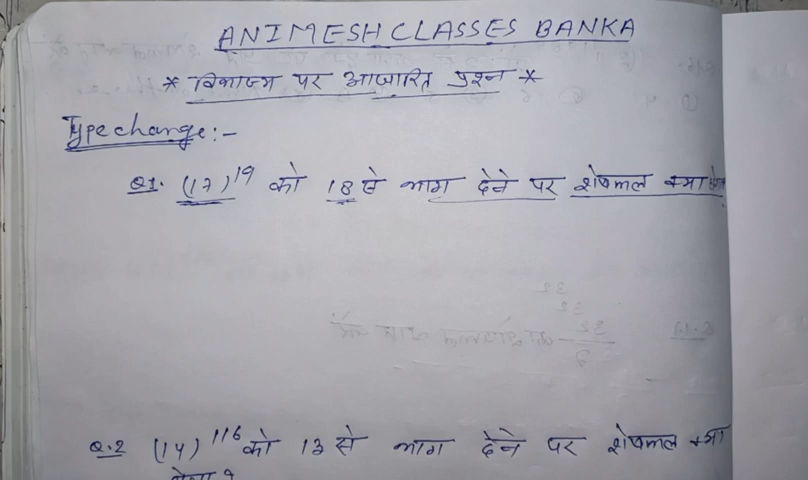 ANIMESH CLASSES BANKA
* विभाज्य पर आजारित प्रश्न *
Type change:-
Q1. (17)^19 को 18 से भाग देने पर शेषफल क्या होगा
Q.2 (14)^116 को 13 से भाग देने पर शेषफल क्या
होगा ?